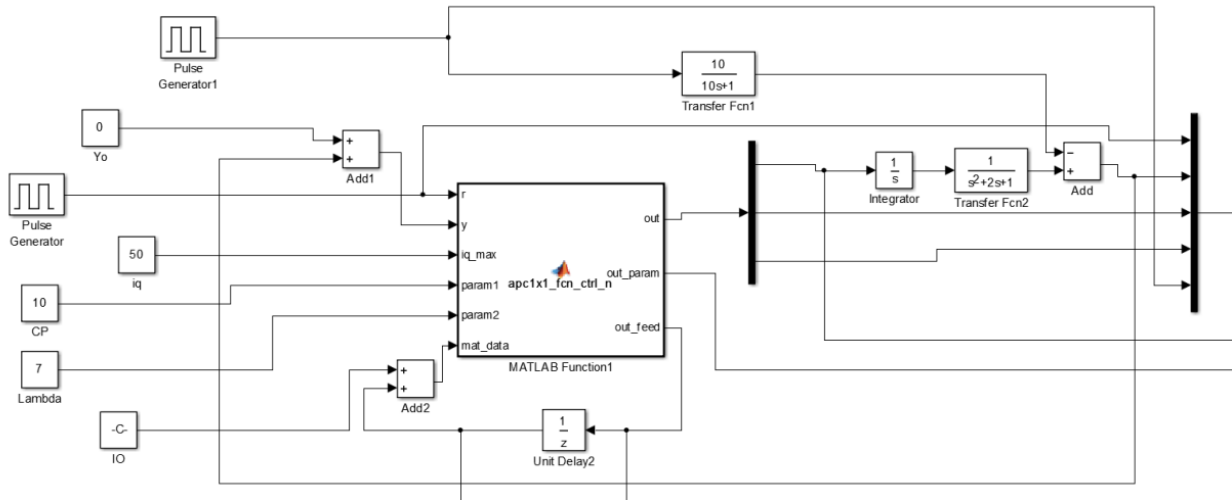 Pulse
Generator1
10
10s+1
Transfer Fcn1
0
Yo
+
+
Add1
Pulse
Generator
50
iq
10
CP
7
Lambda
-C-
IO
+
+
Add2
r
y
iq_max
param1
param2
mat_data
apc1x1_fcn_ctrl_n
out
out_param
out_feed
MATLAB Function1
1
z
Unit Delay2
1
s
Integrator
1
s²+2s+1
Transfer Fcn2
−
+
Add